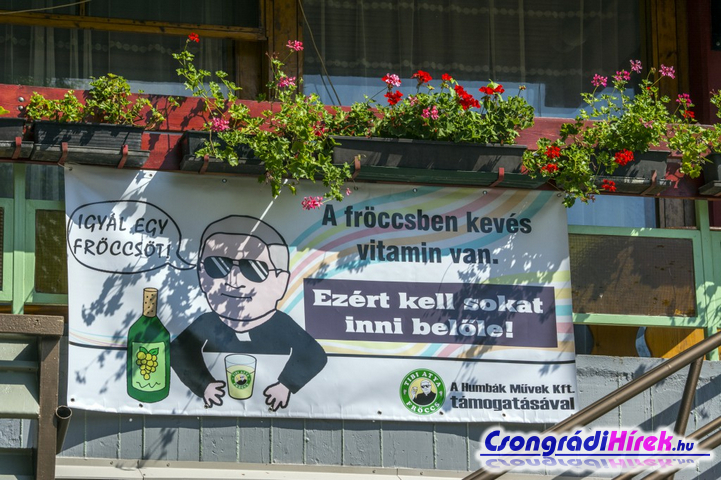 IGYÁL EGY
FRÖCCSÖT!
A fröccsben kevés
vitamin van.
Ezért kell sokat
inni belőle!
TIBI ATYA
FRÖCCS
A Humbák Művek Kft.
támogatásával
CsongrádiHírek.hu